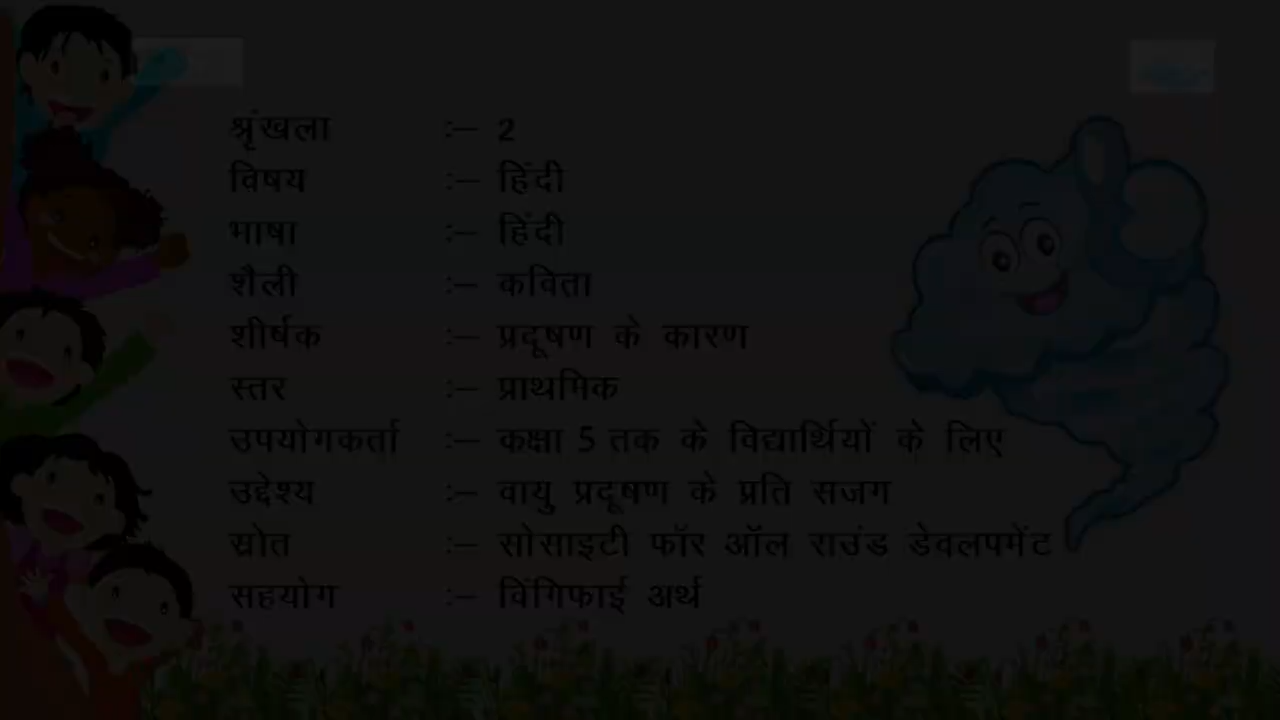 श्रृंखला :– 2
विषय :– हिंदी
भाषा :– हिंदी
शैली :– कविता
शीर्षक :– प्रदूषण के कारण
स्तर :– प्राथमिक
उपयोगकर्ता :– कक्षा 5 तक के विद्यार्थियों के लिए
उद्देश्य :– वायु प्रदूषण के प्रति सजग
स्रोत :– सोसाइटी फॉर ऑल राउंड डेवलपमेंट
सहयोग :– विंगिफाई अर्थ